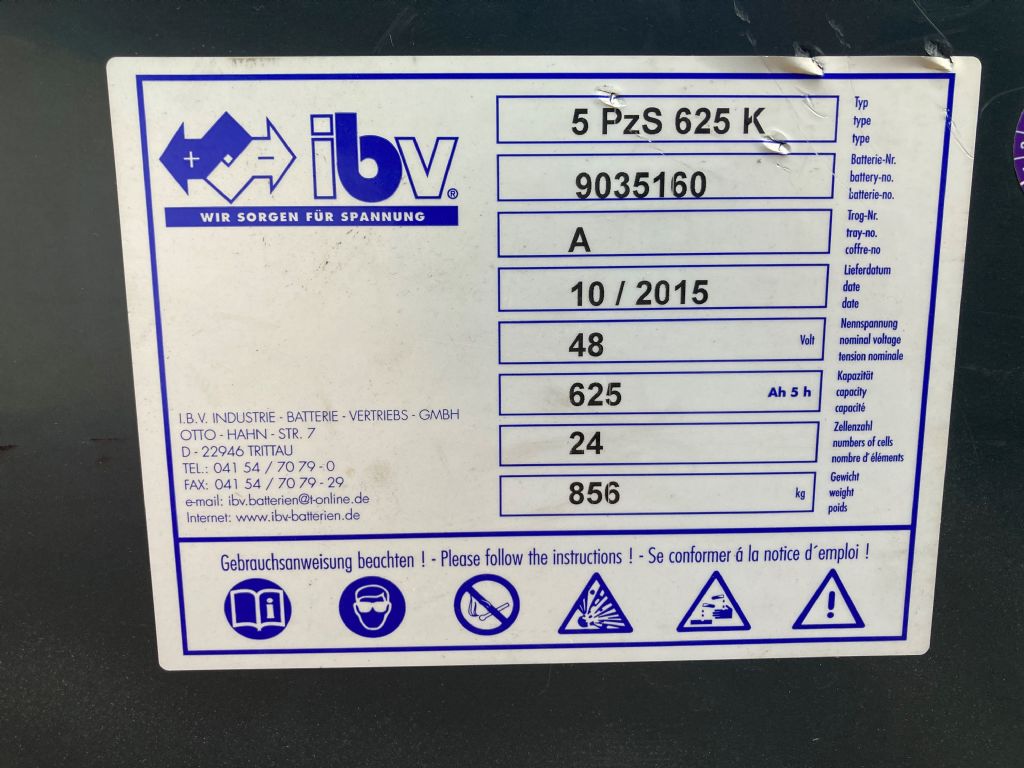 ibv®
WIR SORGEN FÜR SPANNUNG
5 PzS 625 K
Typ
type
type
9035160
Batterie-Nr.
battery-no.
batterie-no.
A
Trog-Nr.
tray-no.
coffre-no
10 / 2015
Lieferdatum
date
date
48 Volt
Nennspannung
nominal voltage
tension nominale
625 Ah 5 h
Kapazität
capacity
capacité
24
Zellenzahl
numbers of cells
nombre d´éléments
856 kg
Gewicht
weight
poids
I.B.V. INDUSTRIE - BATTERIE - VERTRIEBS - GMBH
OTTO - HAHN - STR. 7
D - 22946 TRITTAU
TEL.: 041 54 / 70 79 - 0
FAX: 041 54 / 70 79 - 29
e-mail: ibv.batterien@t-online.de
Internet: www.ibv-batterien.de
Gebrauchsanweisung beachten ! - Please follow the instructions ! - Se conformer á la notice d´emploi !